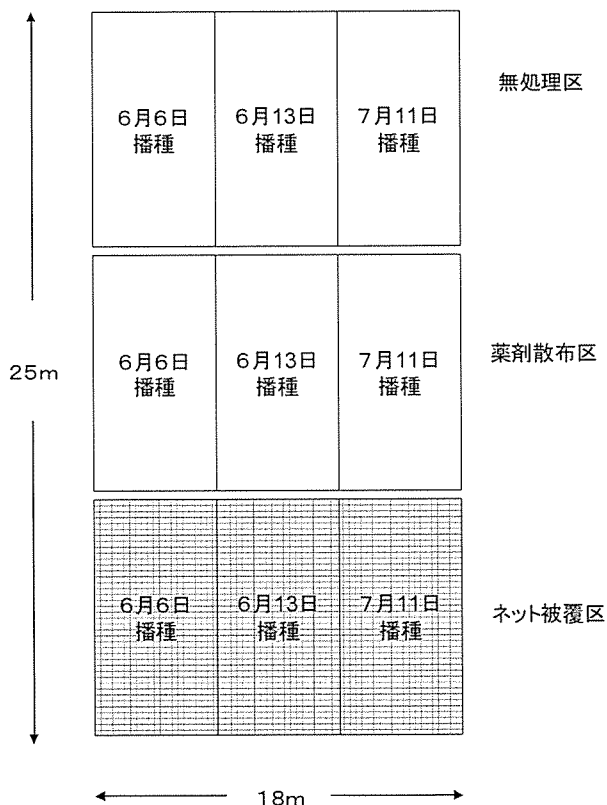 無処理区
6月6日
播種
6月13日
播種
7月11日
播種
25m
薬剤散布区
6月6日
播種
6月13日
播種
7月11日
播種
ネット被覆区
6月6日
播種
6月13日
播種
7月11日
播種
18m